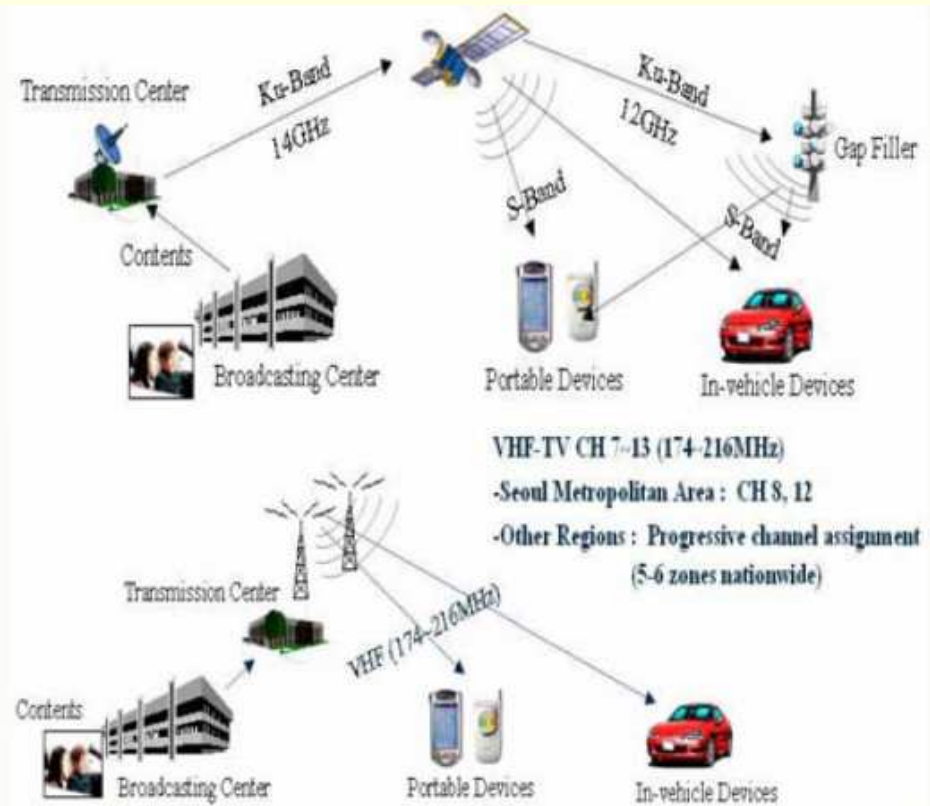 Transmission Center
Ku-Band
14GHz
Ku-Band
12GHz
Gap Filler
S-Band
S-Band
Contents
Broadcasting Center
Portable Devices
In-vehicle Devices
VHF-TV CH 7~13 (174~216MHz)
-Seoul Metropolitan Area : CH 8, 12
-Other Regions : Progressive channel assignment
(5-6 zones nationwide)
Transmission Center
VHF (174~216MHz)
Contents
Broadcasting Center
Portable Devices
In-vehicle Devices